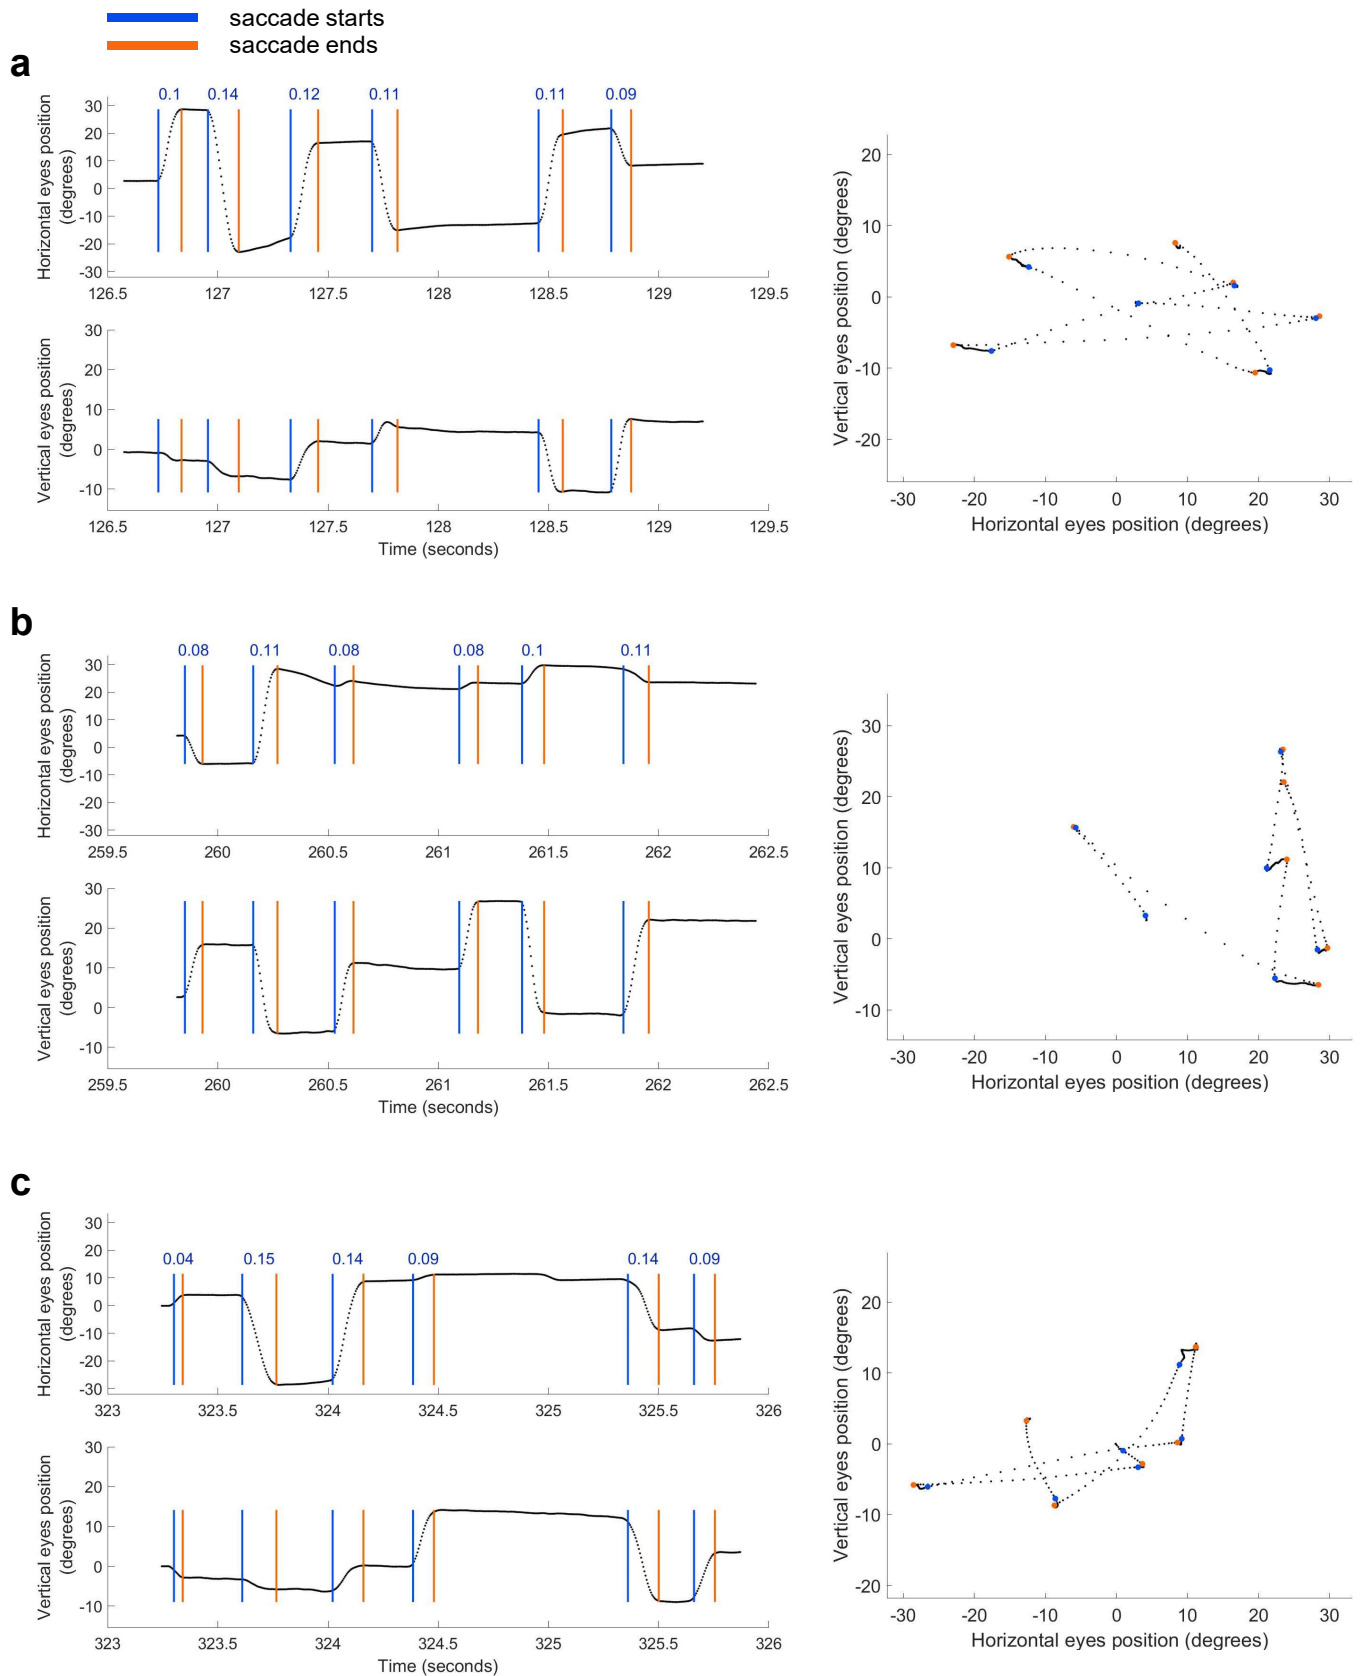 saccade starts
saccade ends
a
0.1 0.14 0.12 0.11 0.11 0.09
Horizontal eyes position
(degrees)
30
20
10
0
-10
-20
-30
126.5 127 127.5 128 128.5 129 129.5
Vertical eyes position
(degrees)
30
20
10
0
-10
126.5 127 127.5 128 128.5 129 129.5
Time (seconds)
Vertical eyes position (degrees)
20
10
0
-10
-20
-30 -20 -10 0 10 20 30
Horizontal eyes position (degrees)
b
0.08 0.11 0.08 0.08 0.1 0.11
Horizontal eyes position
(degrees)
30
20
10
0
-10
-20
-30
259.5 260 260.5 261 261.5 262 262.5
Vertical eyes position
(degrees)
30
20
10
0
-10
259.5 260 260.5 261 261.5 262 262.5
Time (seconds)
Vertical eyes position (degrees)
30
20
10
0
-10
-30 -20 -10 0 10 20 30
Horizontal eyes position (degrees)
c
0.04 0.15 0.14 0.09 0.14 0.09
Horizontal eyes position
(degrees)
30
20
10
0
-10
-20
-30
323 323.5 324 324.5 325 325.5 326
Vertical eyes position
(degrees)
30
20
10
0
-10
323 323.5 324 324.5 325 325.5 326
Time (seconds)
Vertical eyes position (degrees)
20
10
0
-10
-20
-30 -20 -10 0 10 20 30
Horizontal eyes position (degrees)